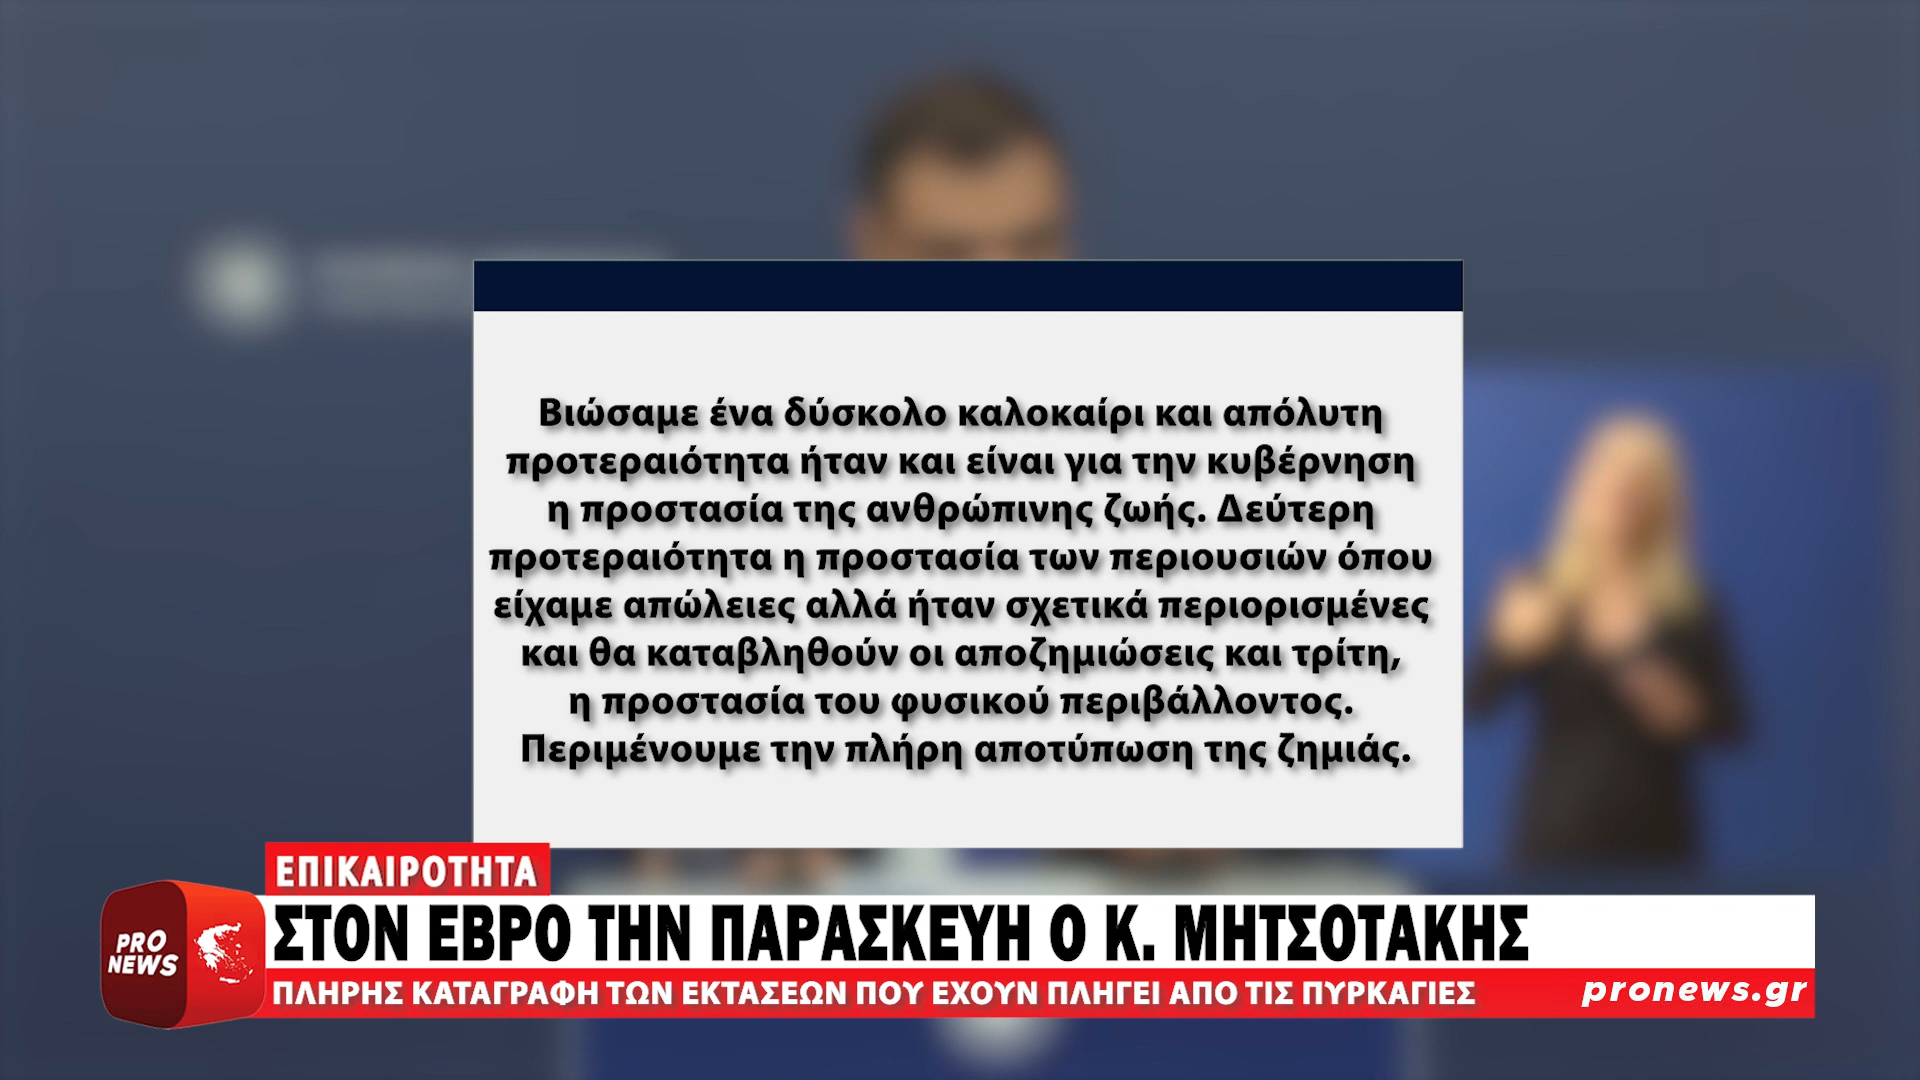 Βιώσαμε ένα δύσκολο καλοκαίρι και απόλυτη
προτεραιότητα ήταν και είναι για την κυβέρνηση
η προστασία της ανθρώπινης ζωής. Δεύτερη
προτεραιότητα η προστασία των περιουσιών όπου
είχαμε απώλειες αλλά ήταν σχετικά περιορισμένες
και θα καταβληθούν οι αποζημιώσεις και τρίτη,
η προστασία του φυσικού περιβάλλοντος.
Περιμένουμε την πλήρη αποτύπωση της ζημιάς.
ΕΠΙΚΑΙΡΟΤΗΤΑ
PRO
NEWS
ΣΤΟΝ ΕΒΡΟ ΤΗΝ ΠΑΡΑΣΚΕΥΗ Ο Κ. ΜΗΤΣΟΤΑΚΗΣ
ΠΛΗΡΗΣ ΚΑΤΑΓΡΑΦΗ ΤΩΝ ΕΚΤΑΣΕΩΝ ΠΟΥ ΕΧΟΥΝ ΠΛΗΓΕΙ ΑΠΟ ΤΙΣ ΠΥΡΚΑΓΙΕΣ
pronews.gr